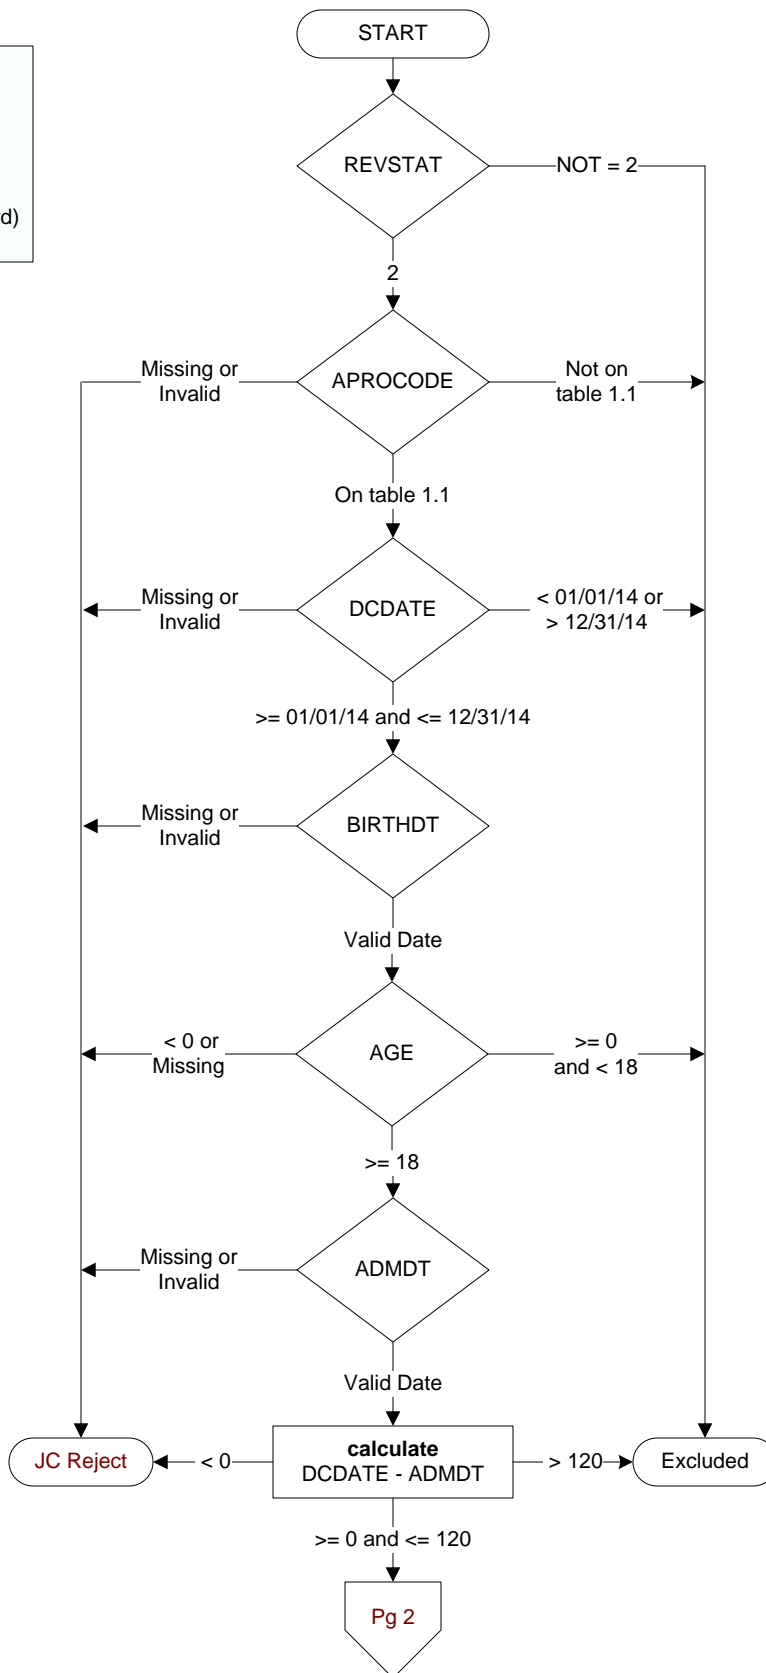 START
d)
REVSTAT
NOT = 2
2
Missing or
Invalid
APROCODE
Not on
table 1.1
On table 1.1
Missing or
Invalid
DCDATE
< 01/01/14 or
> 12/31/14
>= 01/01/14 and <= 12/31/14
Missing or
Invalid
BIRTHDT
Valid Date
< 0 or
Missing
AGE
>= 0
and < 18
>= 18
Missing or
Invalid
ADMDT
Valid Date
JC Reject
< 0
calculate
DCDATE - ADMDT
> 120
Excluded
>= 0 and <= 120
Pg 2